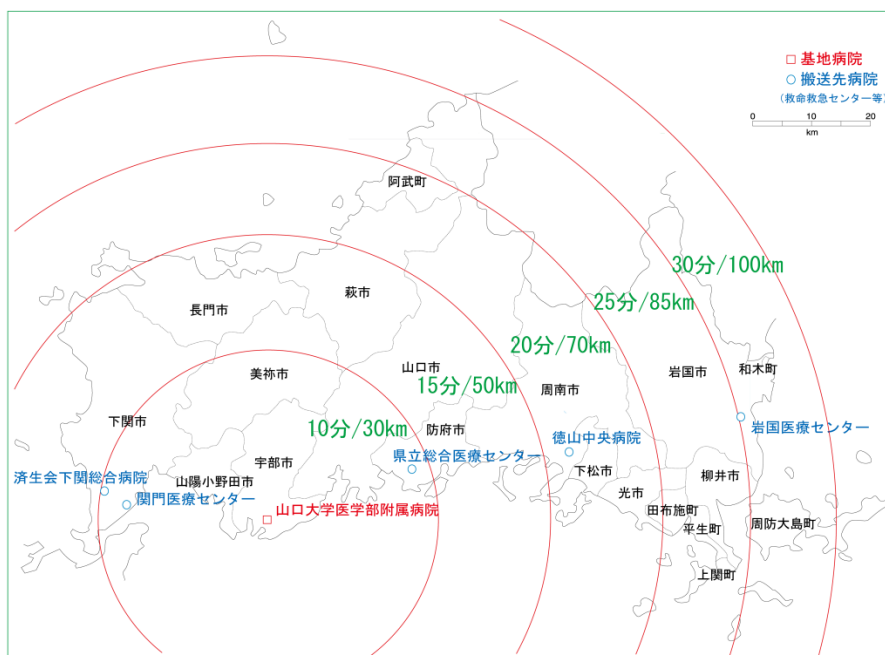 □ 基地病院
○ 搬送先病院
(救命救急センター等)
0 10 20
km
阿武町
30分/100km
萩市
25分/85km
長門市
20分/70km
山口市
和木町
美祢市
岩国市
15分/50km
周南市
下関市
10分/30km
防府市
岩国医療センター
徳山中央病院
県立総合医療センター
宇部市
下松市
柳井市
済生会下関総合病院
山陽小野田市
光市
関門医療センター
山口大学医学部附属病院
田布施町
周防大島町
平生町
上関町